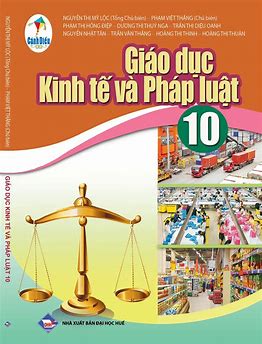 NGUYỄN THỊ MỸ LỘC (Tổng Chủ biên) - PHẠM VIỆT THẮNG (Chủ biên)
PHẠM THỊ HỒNG ĐIỆP - DƯƠNG THỊ THUÝ NGA - TRẦN THỊ DIỆU OANH
NGUYỄN NHẬT TÂN - TRẦN VĂN THẮNG - HOÀNG THỊ THINH - HOÀNG THỊ THUẬN
Cánh Diều
Giáo dục
Kinh tế và Pháp luật
10
GIÁO DỤC KINH TẾ VÀ PHÁP LUẬT 10
NHÀ XUẤT BẢN ĐẠI HỌC HUẾ